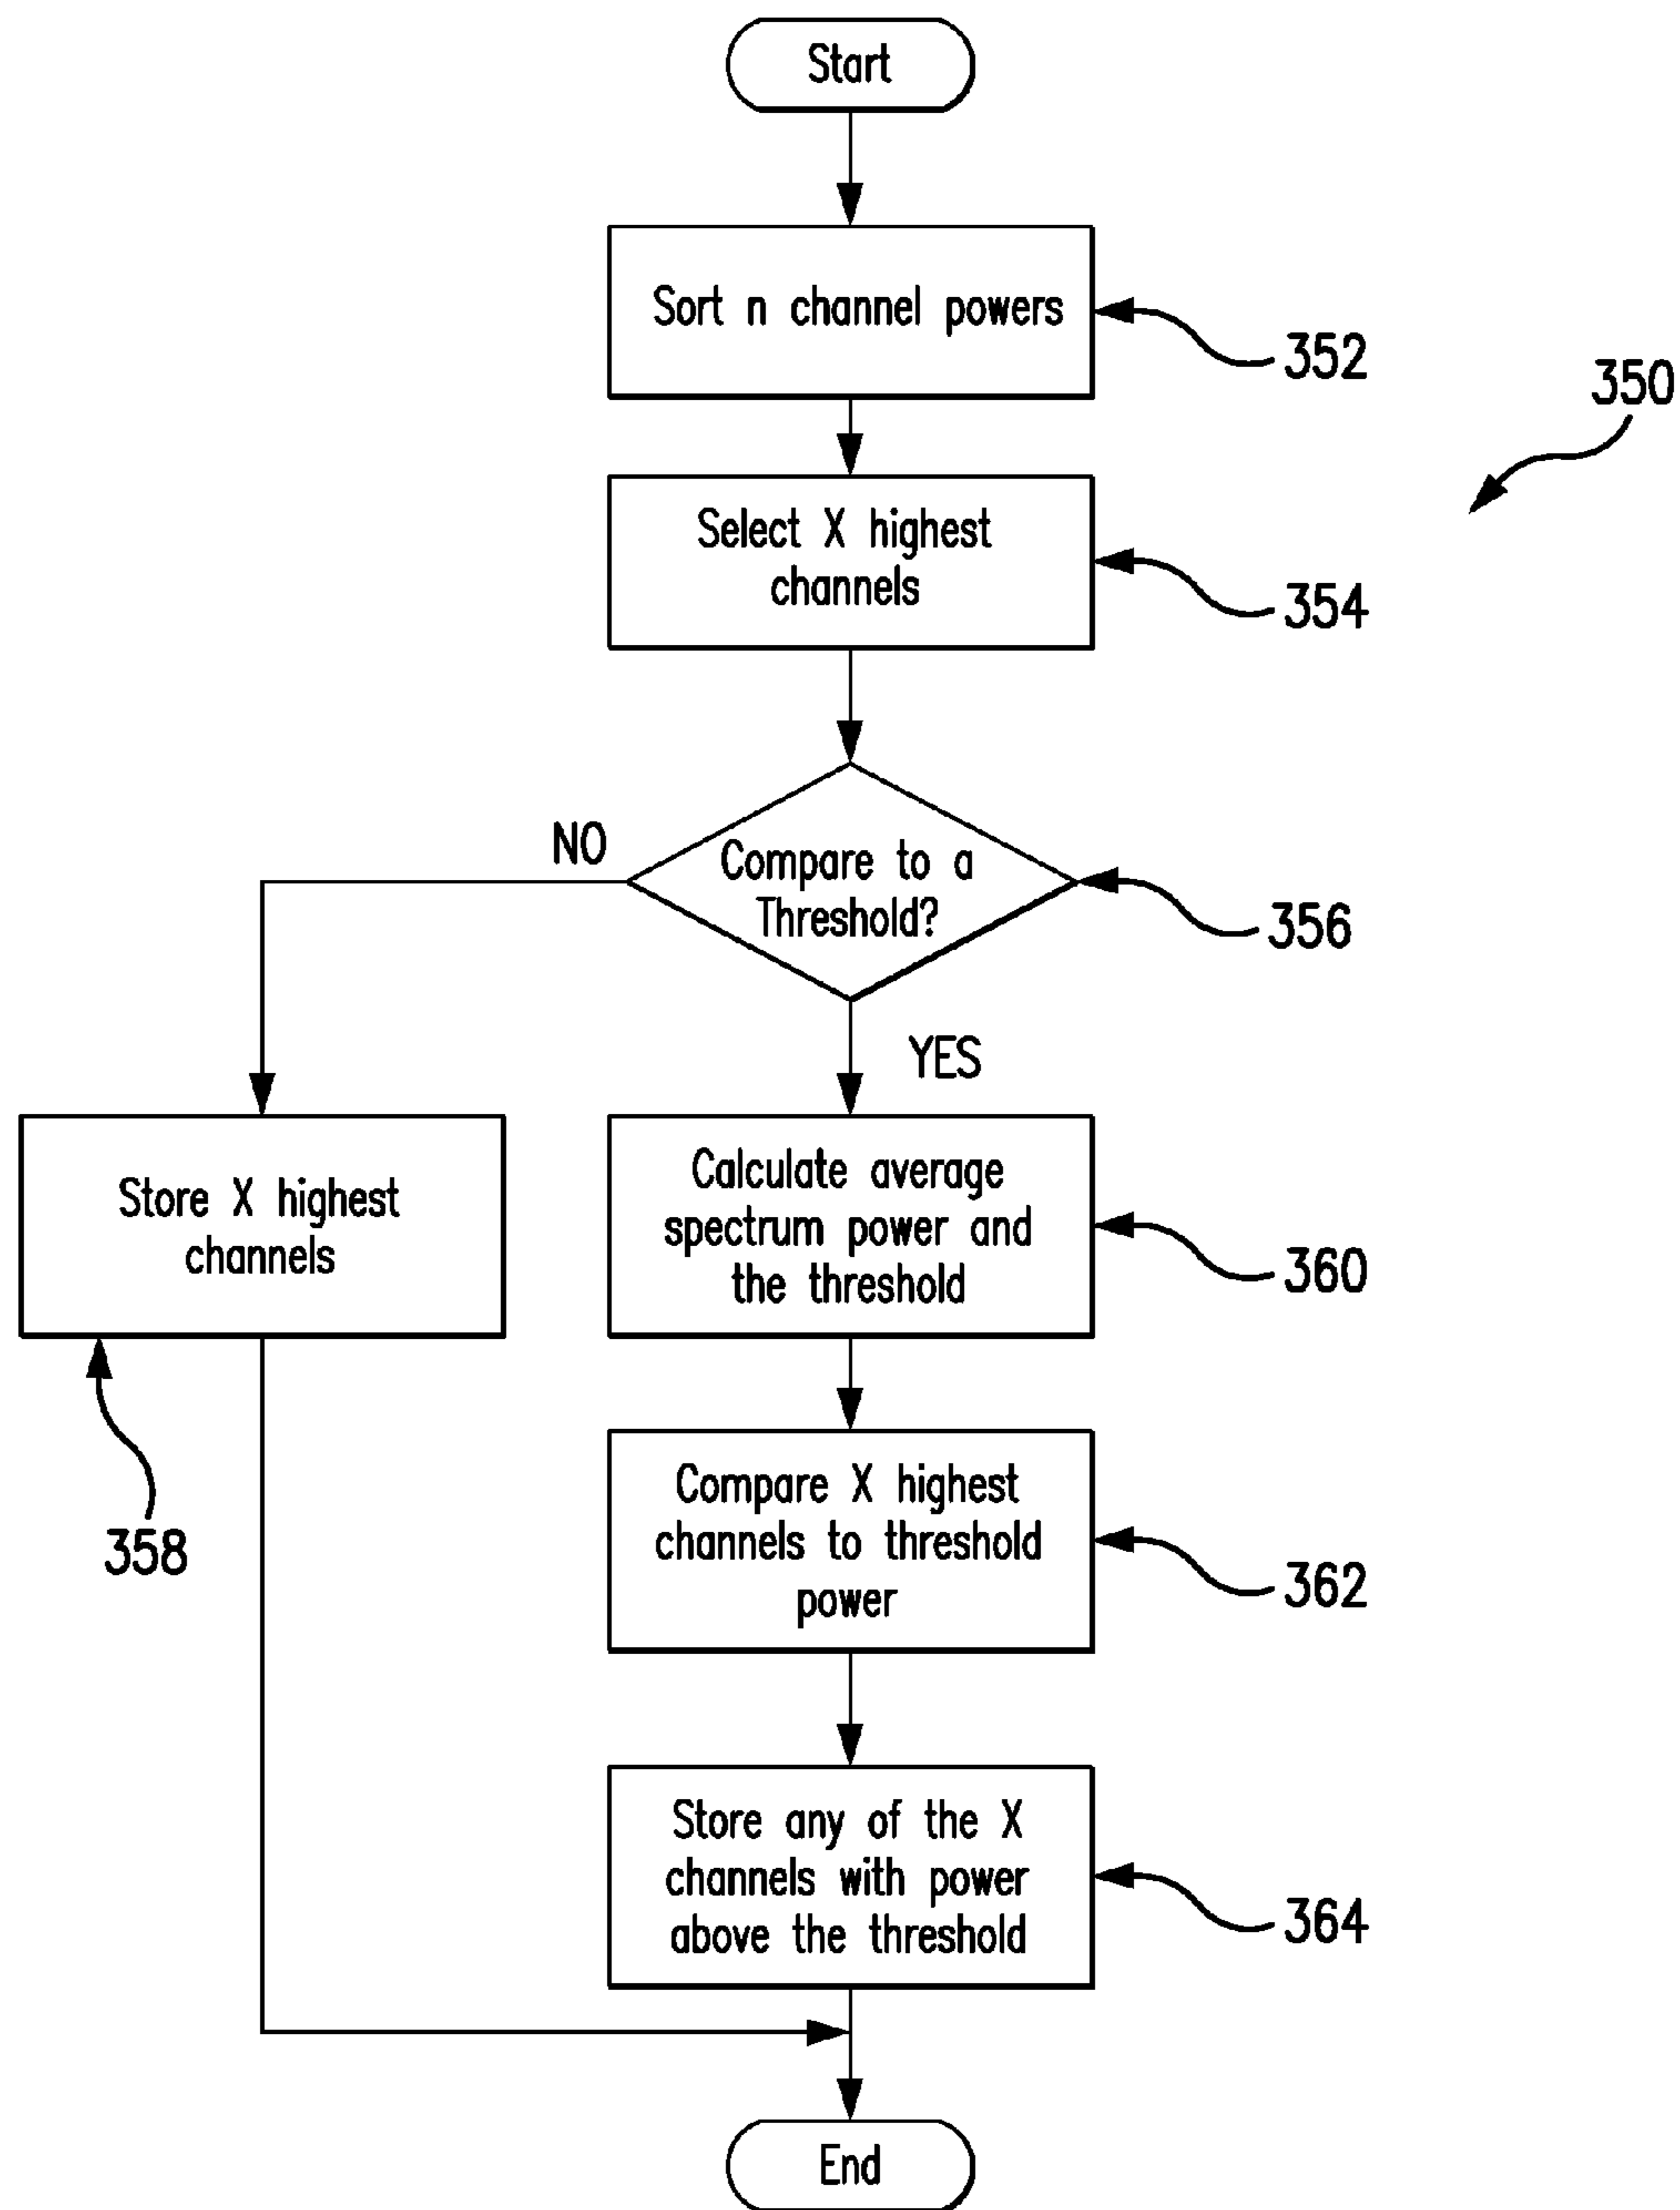 Start
Sort n channel powers
352
350
Select X highest
channels
354
NO
Compare to a
Threshold?
356
YES
Store X highest
channels
358
Calculate average
spectrum power and
the threshold
360
Compare X highest
channels to threshold
power
362
Store any of the X
channels with power
above the threshold
364
End